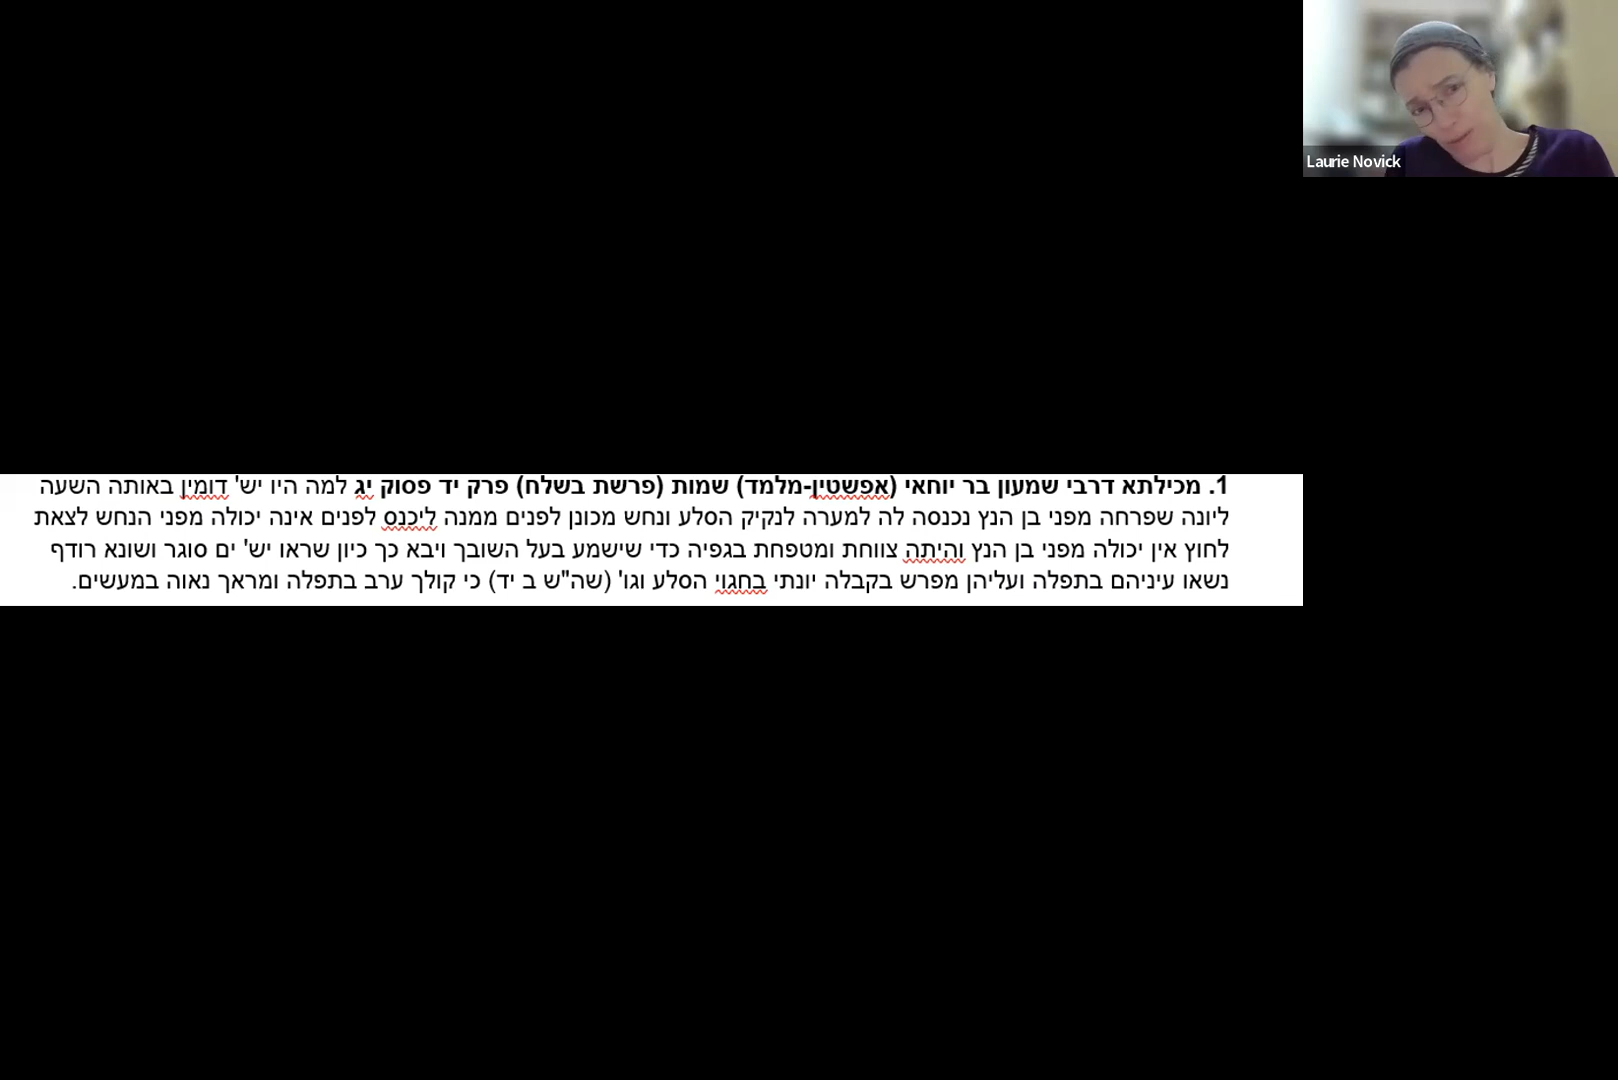 Laurie Novick
1. מכילתא דרבי שמעון בר יוחאי (אפשטין-מלמד) שמות (פרשת בשלח) פרק יד פסוק יג למה היו יש' דומין באותה השעה
ליונה שפרחה מפני בן הנץ נכנסה לה למערה לנקיק הסלע ונחש מכונן לפנים ממנה ליכנס לפנים אינה יכולה מפני הנחש לצאת
לחוץ אין יכולה מפני בן הנץ והיתה צווחת ומטפחת בגפיה כדי שישמע בעל השובך ויבא כך כיון שראו יש' ים סוגר ושונא רודף
נשאו עיניהם בתפלה ועליהן מפרש בקבלה יונתי בחגוי הסלע וגו' (שה"ש ב יד) כי קולך ערב בתפלה ומראך נאוה במעשים.